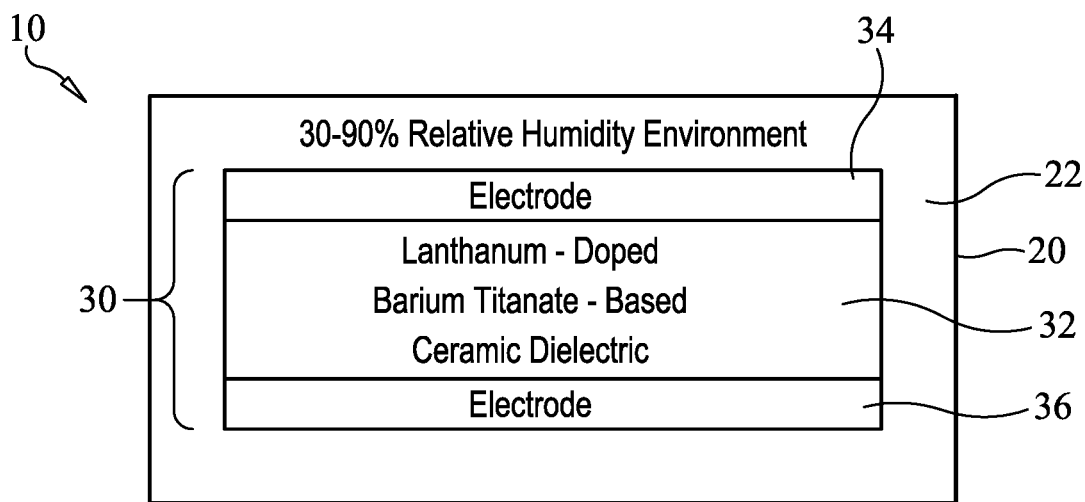 10
34
30-90% Relative Humidity Environment
22
Electrode
20
Lanthanum - Doped
30
Barium Titanate - Based
32
Ceramic Dielectric
Electrode
36